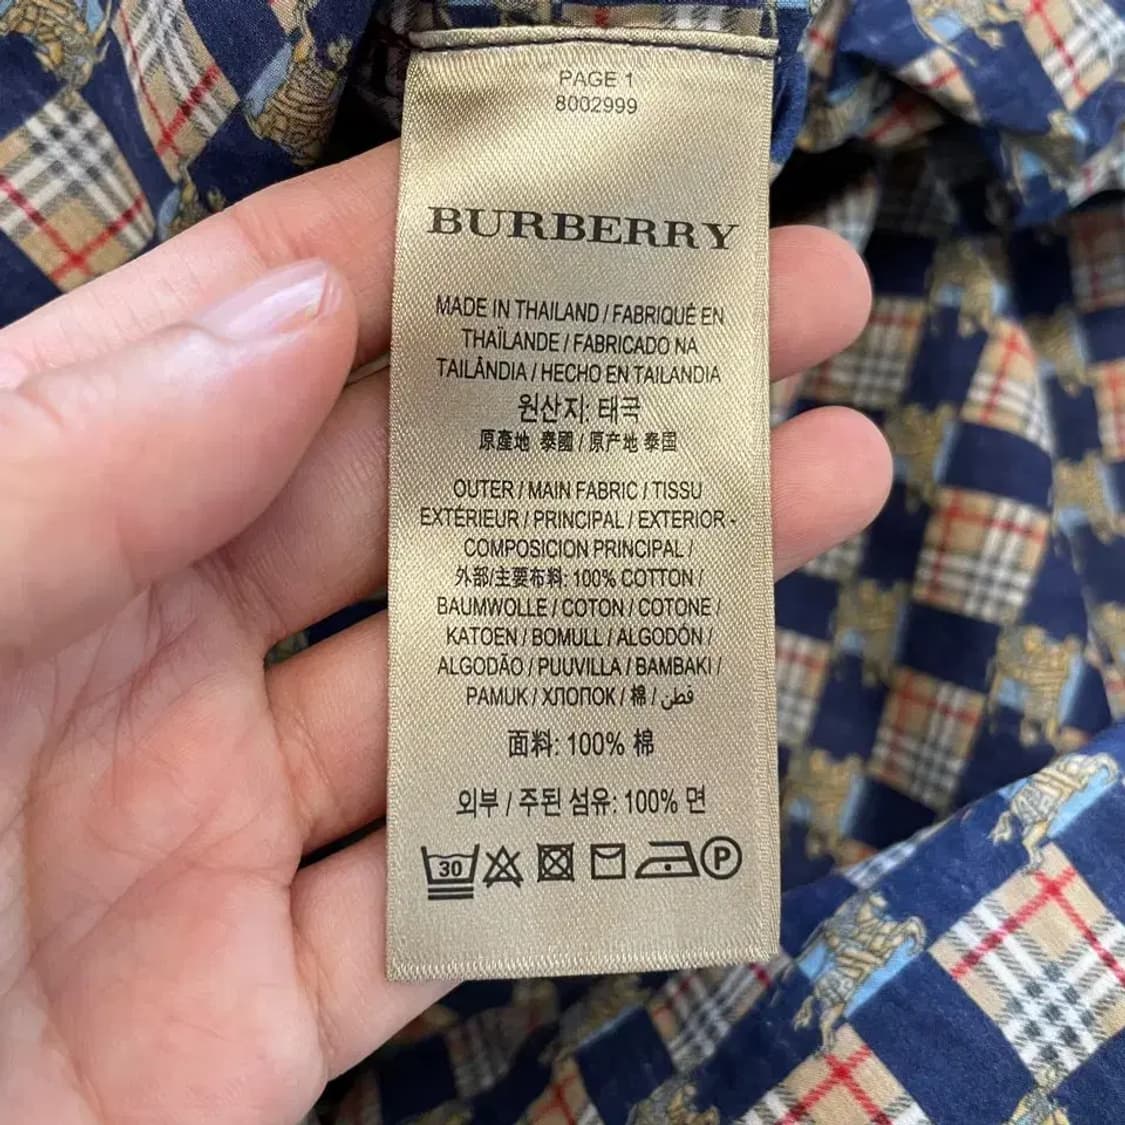 PAGE 1
8002999
BURBERRY
MADE IN THAILAND / FABRIQUÉ EN
THAÏLANDE / FABRICADO NA
TAILÂNDIA / HECHO EN TAILANDIA
원산지: 태국
原產地 泰國 / 原产地 泰国
OUTER / MAIN FABRIC / TISSU
EXTÉRIEUR / PRINCIPAL / EXTERIOR -
COMPOSICION PRINCIPAL /
外部/主要布料: 100% COTTON /
BAUMWOLLE / COTON / COTONE /
KATOEN / BOMULL / ALGODÓN /
ALGODÃO / PUUVILLA / BAMBAKI /
PAMUK / ХЛОПОК / 棉 / قطن
面料: 100% 棉
외부 / 주된 섬유: 100% 면
30 P